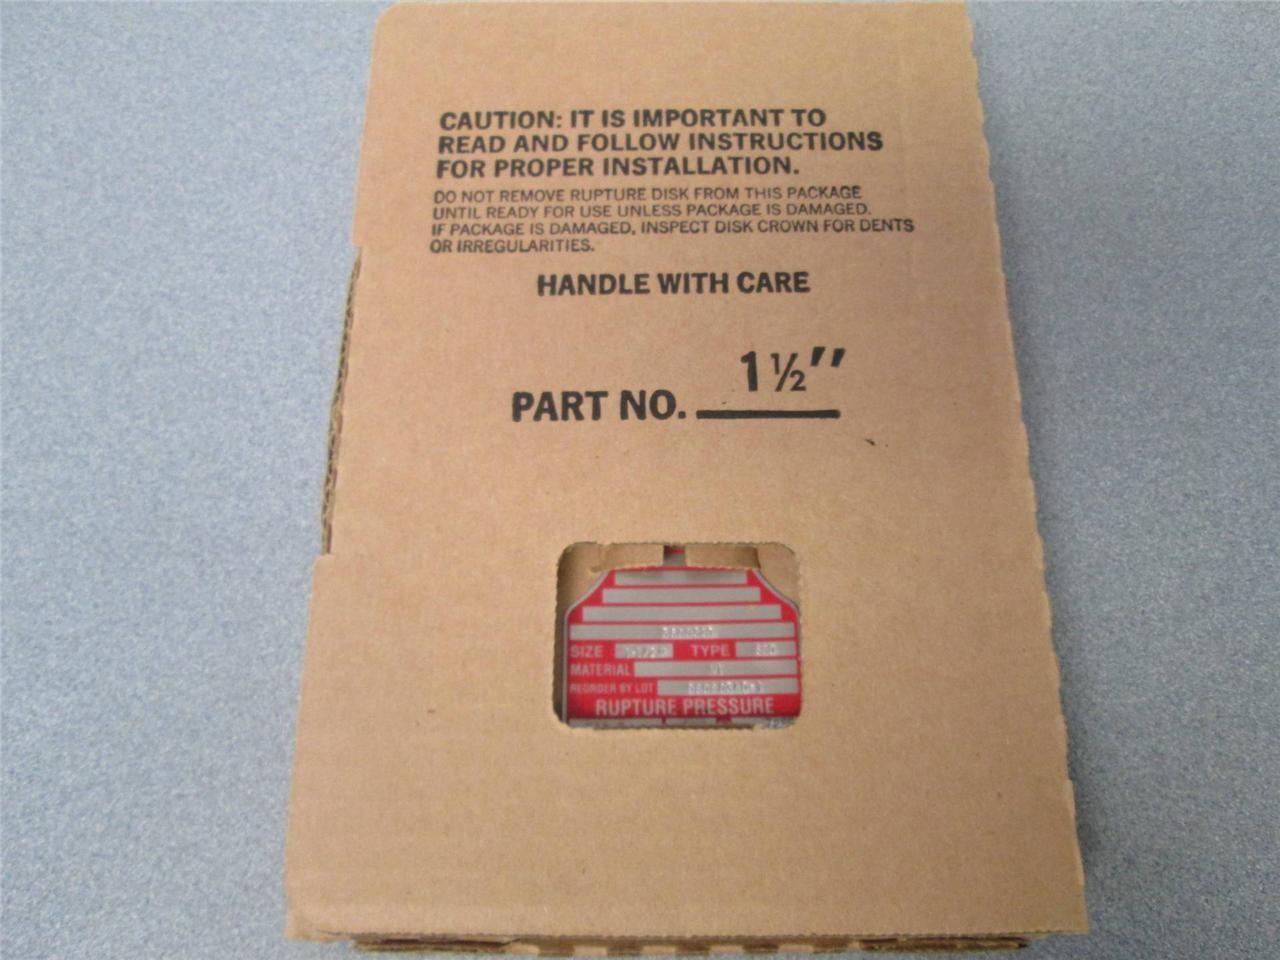 CAUTION: IT IS IMPORTANT TO
READ AND FOLLOW INSTRUCTIONS
FOR PROPER INSTALLATION.
DO NOT REMOVE RUPTURE DISK FROM THIS PACKAGE
UNTIL READY FOR USE UNLESS PACKAGE IS DAMAGED.
IF PACKAGE IS DAMAGED, INSPECT DISK CROWN FOR DENTS
OR IRREGULARITIES.
HANDLE WITH CARE
PART NO. 1 ½"
SIZE TYPE
MATERIAL
REORDER BY LOT
RUPTURE PRESSURE